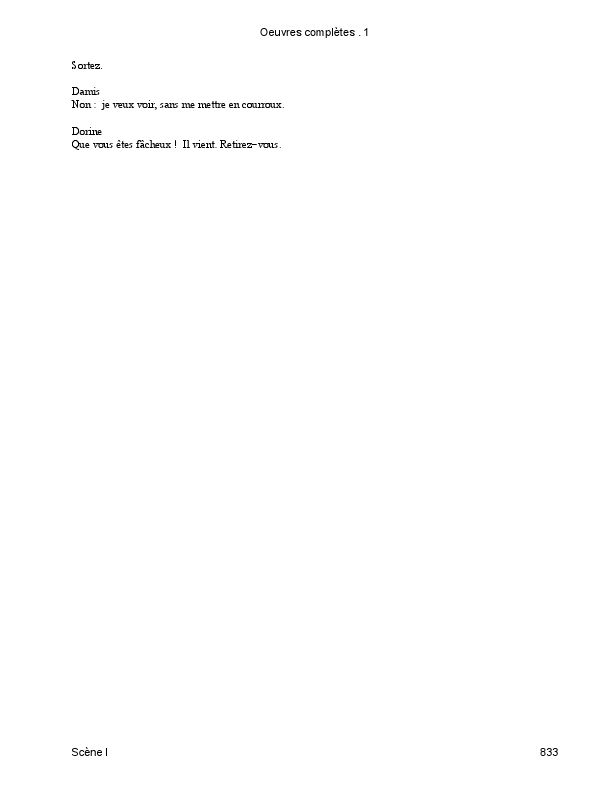 Oeuvres complètes . 1
Sortez.
Damis
Non : je veux voir, sans me mettre en courroux.
Dorine
Que vous êtes fâcheux ! Il vient. Retirez-vous.
Scène I 833